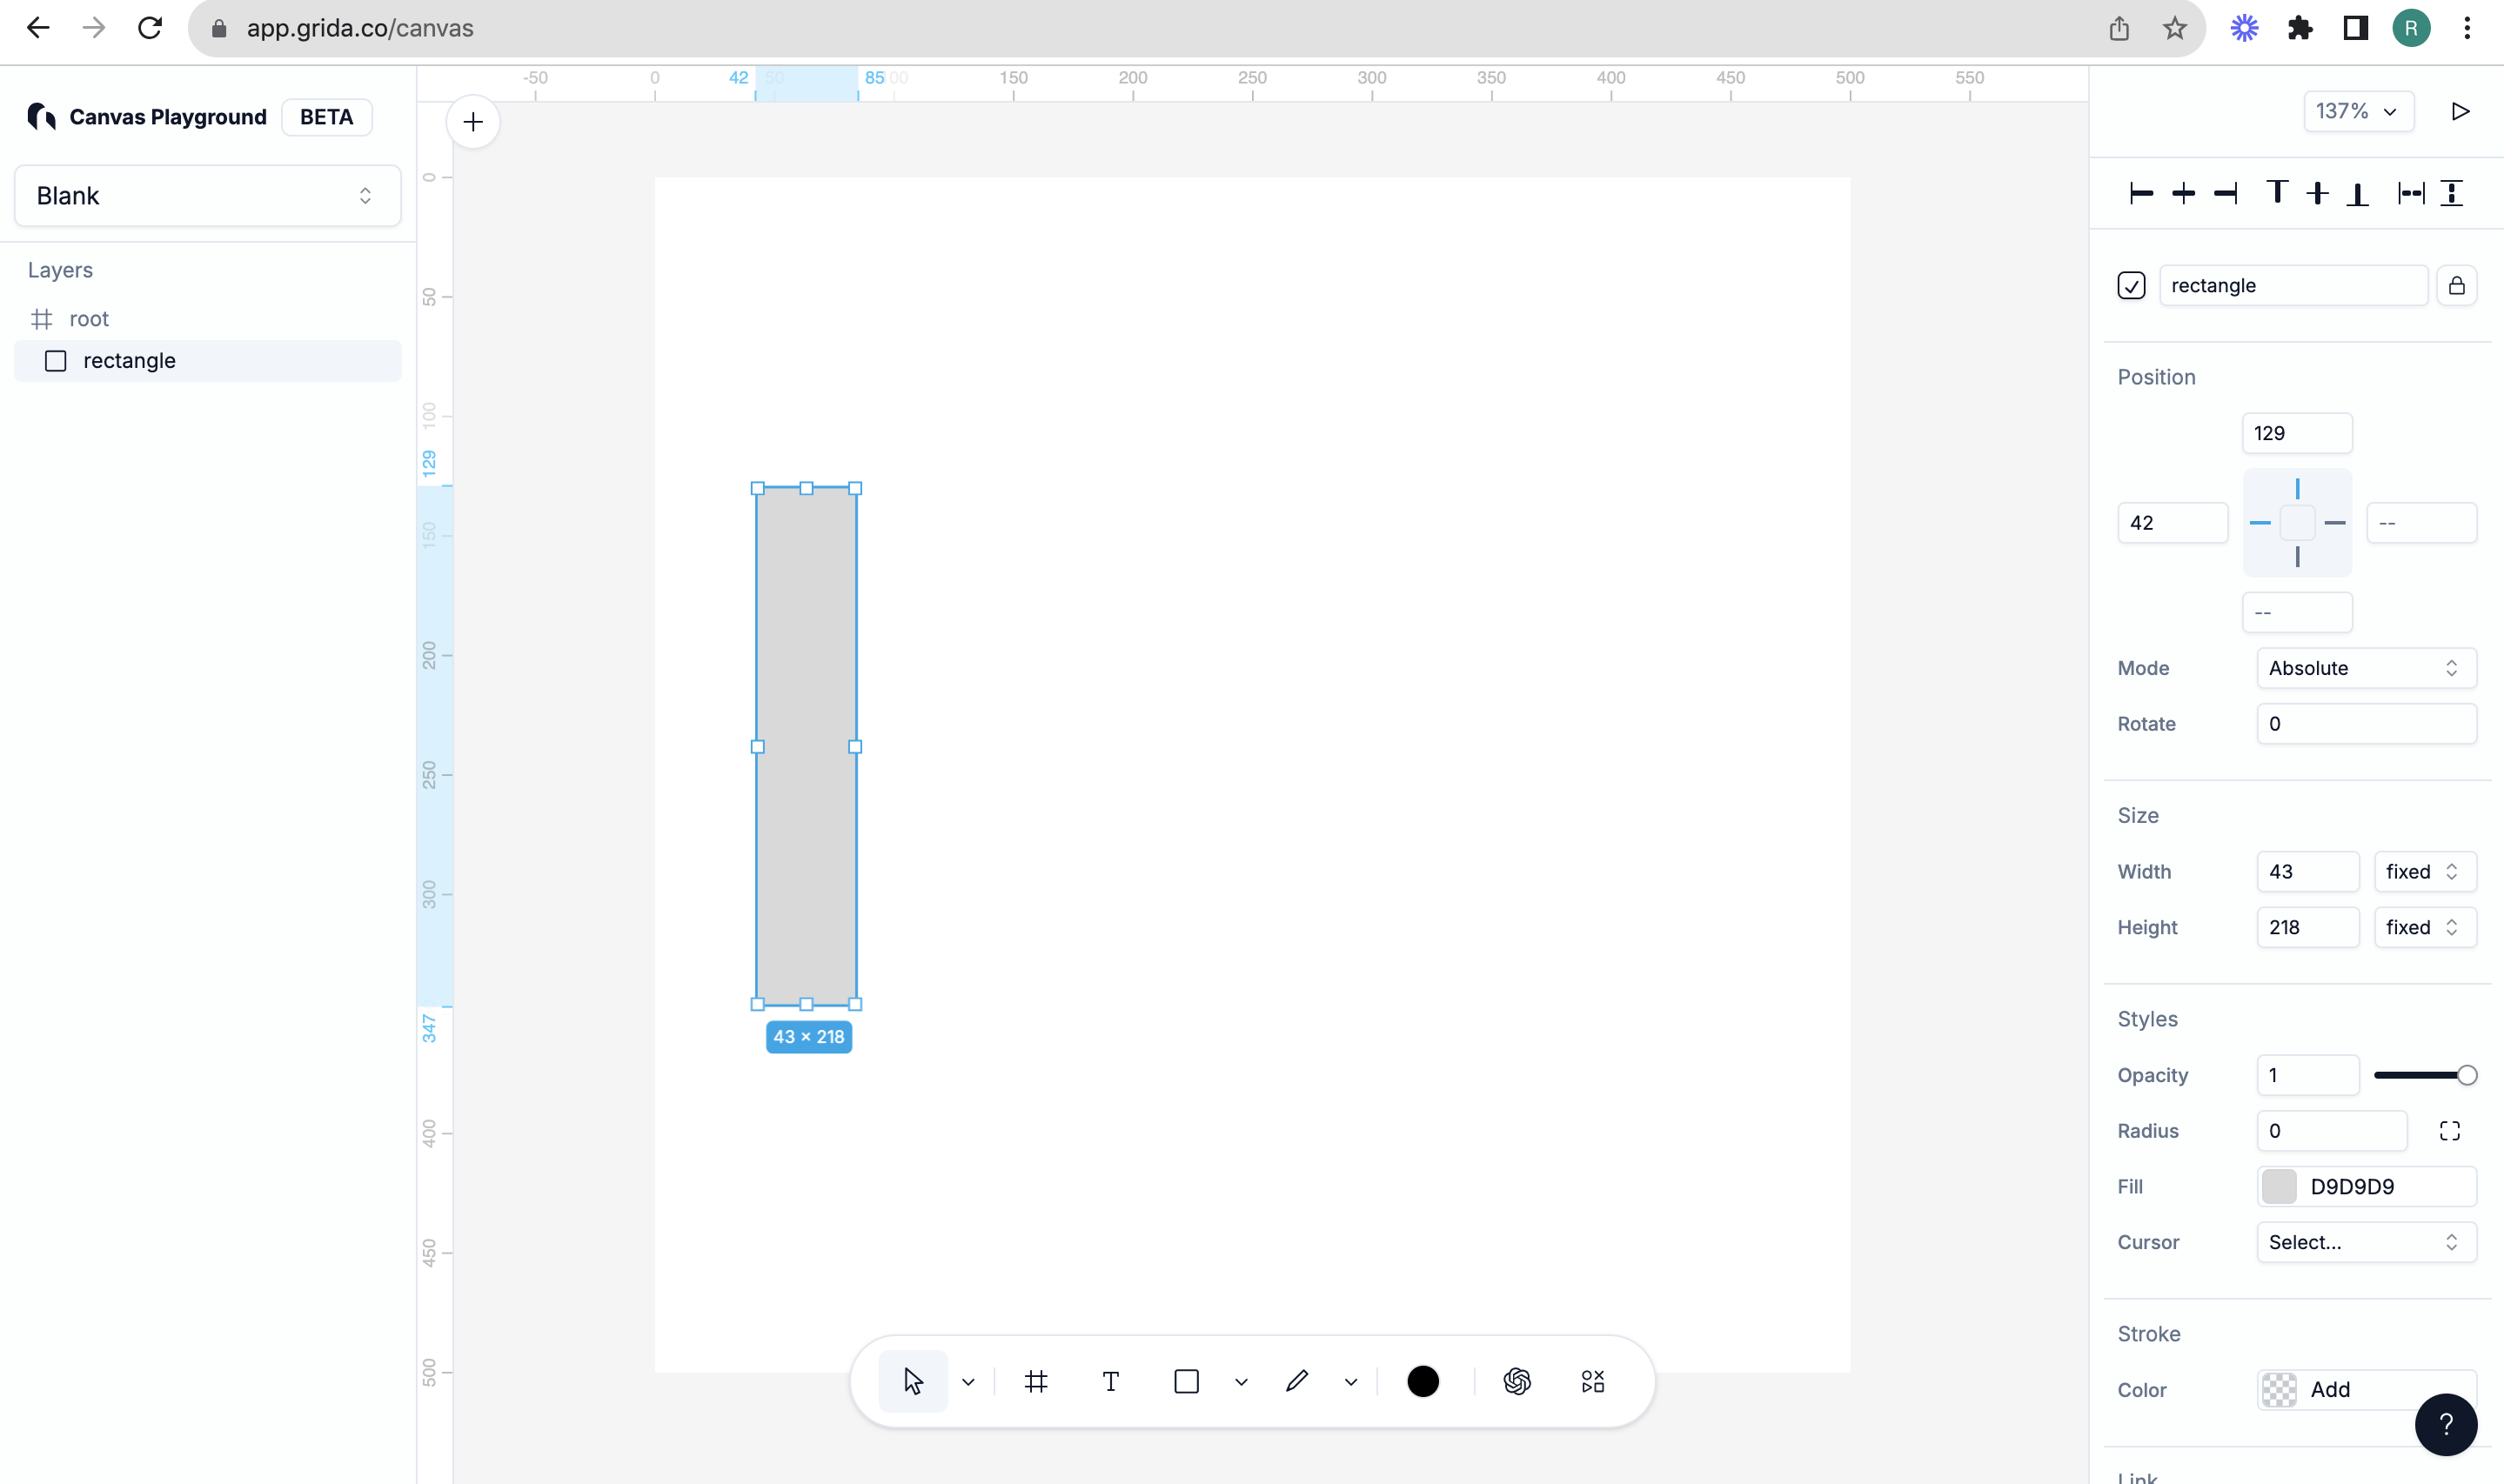 app.grida.co/canvas
R
Canvas Playground BETA
Blank
Layers
root
rectangle
-50 0 42 50 85 00 150 200 250 300 350 400 450 500 550
0
50
100
129
150
200
250
300
347
400
450
500
43 × 218
T
137%
rectangle
Position
129
42 --
--
Mode Absolute
Rotate 0
Size
Width 43 fixed
Height 218 fixed
Styles
Opacity 1
Radius 0
Fill D9D9D9
Cursor Select...
Stroke
Color Add
?
Link